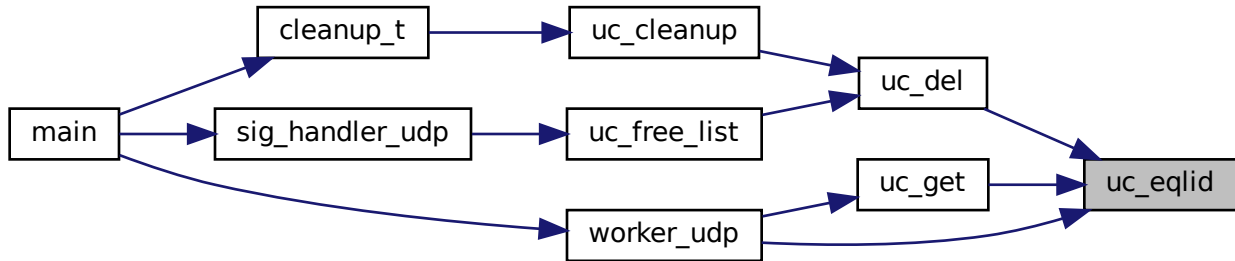 cleanup_t
uc_cleanup
uc_del
main
sig_handler_udp
uc_free_list
uc_get
uc_eqlid
worker_udp